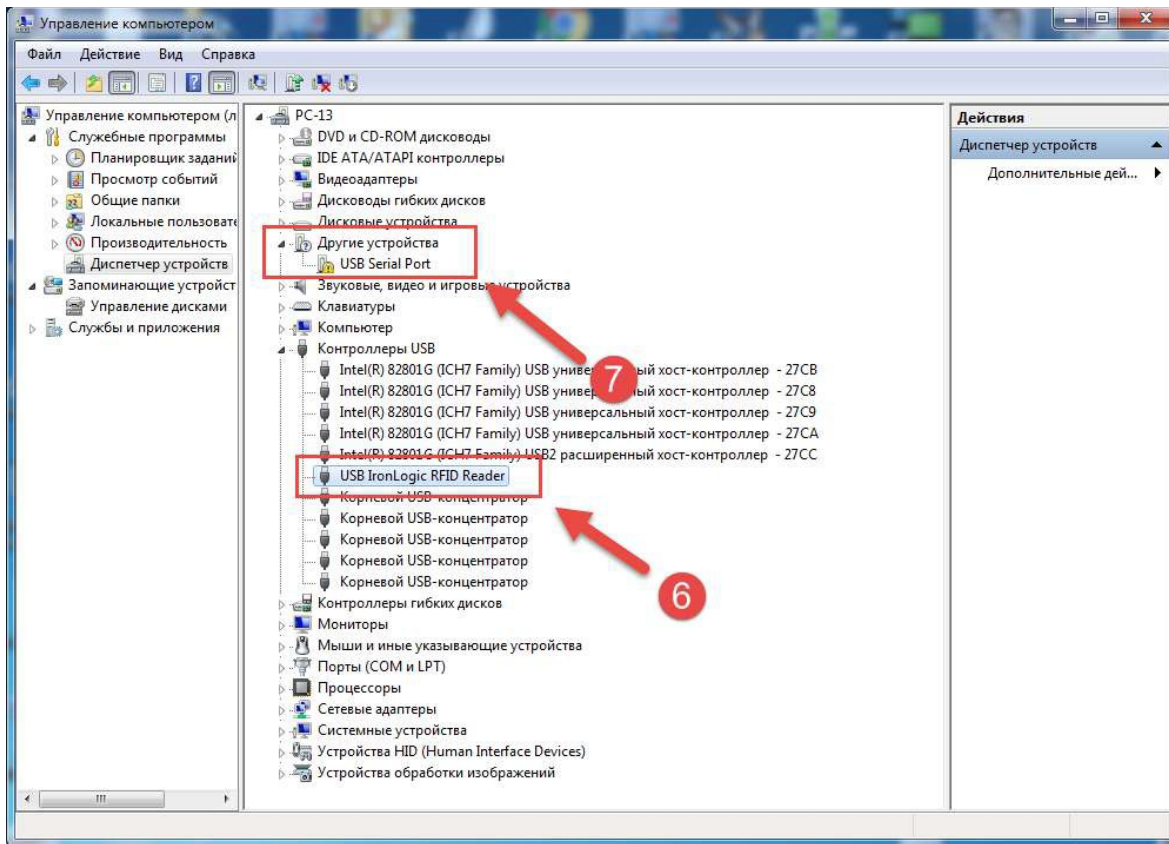 Управление компьютером
Файл Действие Вид Справка
Управление компьютером (л
Служебные программы
Планировщик заданий
Просмотр событий
Общие папки
Локальные пользовате
Производительность
Диспетчер устройств
Запоминающие устройст
Управление дисками
Службы и приложения
PC-13
DVD и CD-ROM дисководы
IDE ATA/ATAPI контроллеры
Видеоадаптеры
Дисководы гибких дисков
Дисковые устройства
Другие устройства
USB Serial Port
Звуковые, видео и игровые устройства
Клавиатуры
Компьютер
Контроллеры USB
Intel(R) 82801G (ICH7 Family) USB универсальный хост-контроллер - 27CB
Intel(R) 82801G (ICH7 Family) USB универсальный хост-контроллер - 27C8
Intel(R) 82801G (ICH7 Family) USB универсальный хост-контроллер - 27C9
Intel(R) 82801G (ICH7 Family) USB универсальный хост-контроллер - 27CA
Intel(R) 82801G (ICH7 Family) USB2 расширенный хост-контроллер - 27CC
USB IronLogic RFID Reader
Корневой USB-концентратор
Корневой USB-концентратор
Корневой USB-концентратор
Корневой USB-концентратор
Корневой USB-концентратор
Контроллеры гибких дисков
Мониторы
Мыши и иные указывающие устройства
Порты (COM и LPT)
Процессоры
Сетевые адаптеры
Системные устройства
Устройства HID (Human Interface Devices)
Устройства обработки изображений
7
6
Действия
Диспетчер устройств
Дополнительные дей...